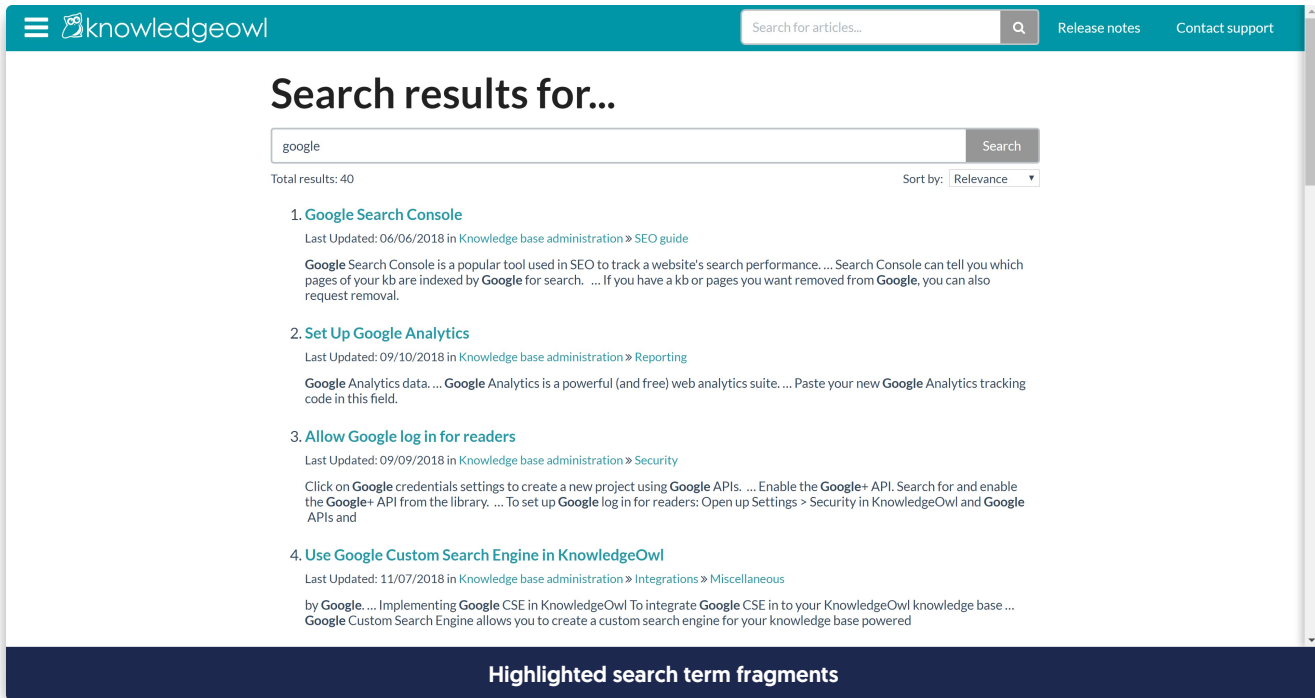 knowledgeowl
Search for articles...
Release notes
Contact support
Search results for...
google
Search
Total results: 40
Sort by: Relevance
1. Google Search Console
Last Updated: 06/06/2018 in Knowledge base administration » SEO guide
Google Search Console is a popular tool used in SEO to track a website's search performance. ... Search Console can tell you which
pages of your kb are indexed by Google for search. ... If you have a kb or pages you want removed from Google, you can also
request removal.
2. Set Up Google Analytics
Last Updated: 09/10/2018 in Knowledge base administration » Reporting
Google Analytics data. ... Google Analytics is a powerful (and free) web analytics suite. ... Paste your new Google Analytics tracking
code in this field.
3. Allow Google log in for readers
Last Updated: 09/09/2018 in Knowledge base administration » Security
Click on Google credentials settings to create a new project using Google APIs. ... Enable the Google+ API. Search for and enable
the Google+ API from the library. ... To set up Google log in for readers: Open up Settings > Security in KnowledgeOwl and Google
APIs and
4. Use Google Custom Search Engine in KnowledgeOwl
Last Updated: 11/07/2018 in Knowledge base administration » Integrations » Miscellaneous
by Google. ... Implementing Google CSE in KnowledgeOwl To integrate Google CSE in to your KnowledgeOwl knowledge base ...
Google Custom Search Engine allows you to create a custom search engine for your knowledge base powered
Highlighted search term fragments